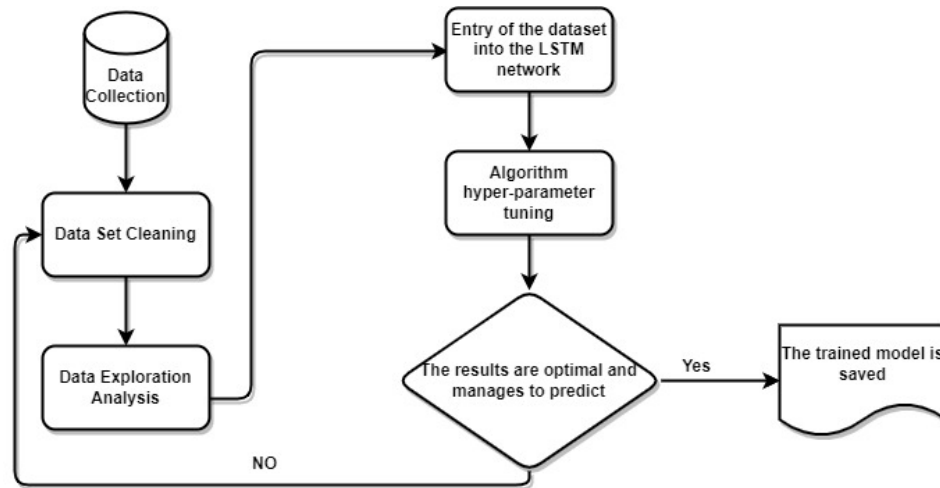 Data
Collection
Data Set Cleaning
Data Exploration
Analysis
Entry of the dataset
into the LSTM
network
Algorithm
hyper-parameter
tuning
The results are optimal and
manages to predict
Yes
The trained model is
saved
NO